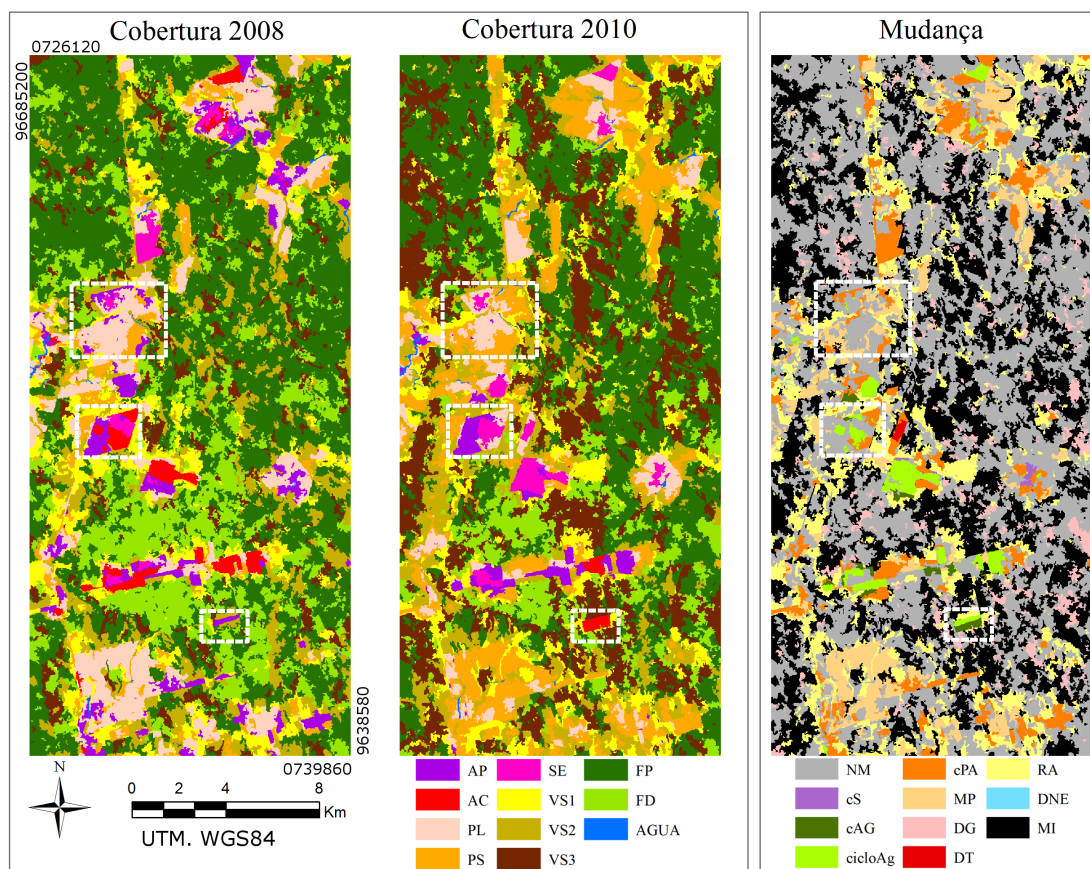 Cobertura 2008
Cobertura 2010
Mudança
0726120
9668520
9638580
0739860
N
0 2 4 8
Km
UTM. WGS84
AP SE FP
AC VS1 FD
PL VS2 AGUA
PS VS3
NM cPA RA
cS MP DNE
cAG DG MI
cicloAg DT